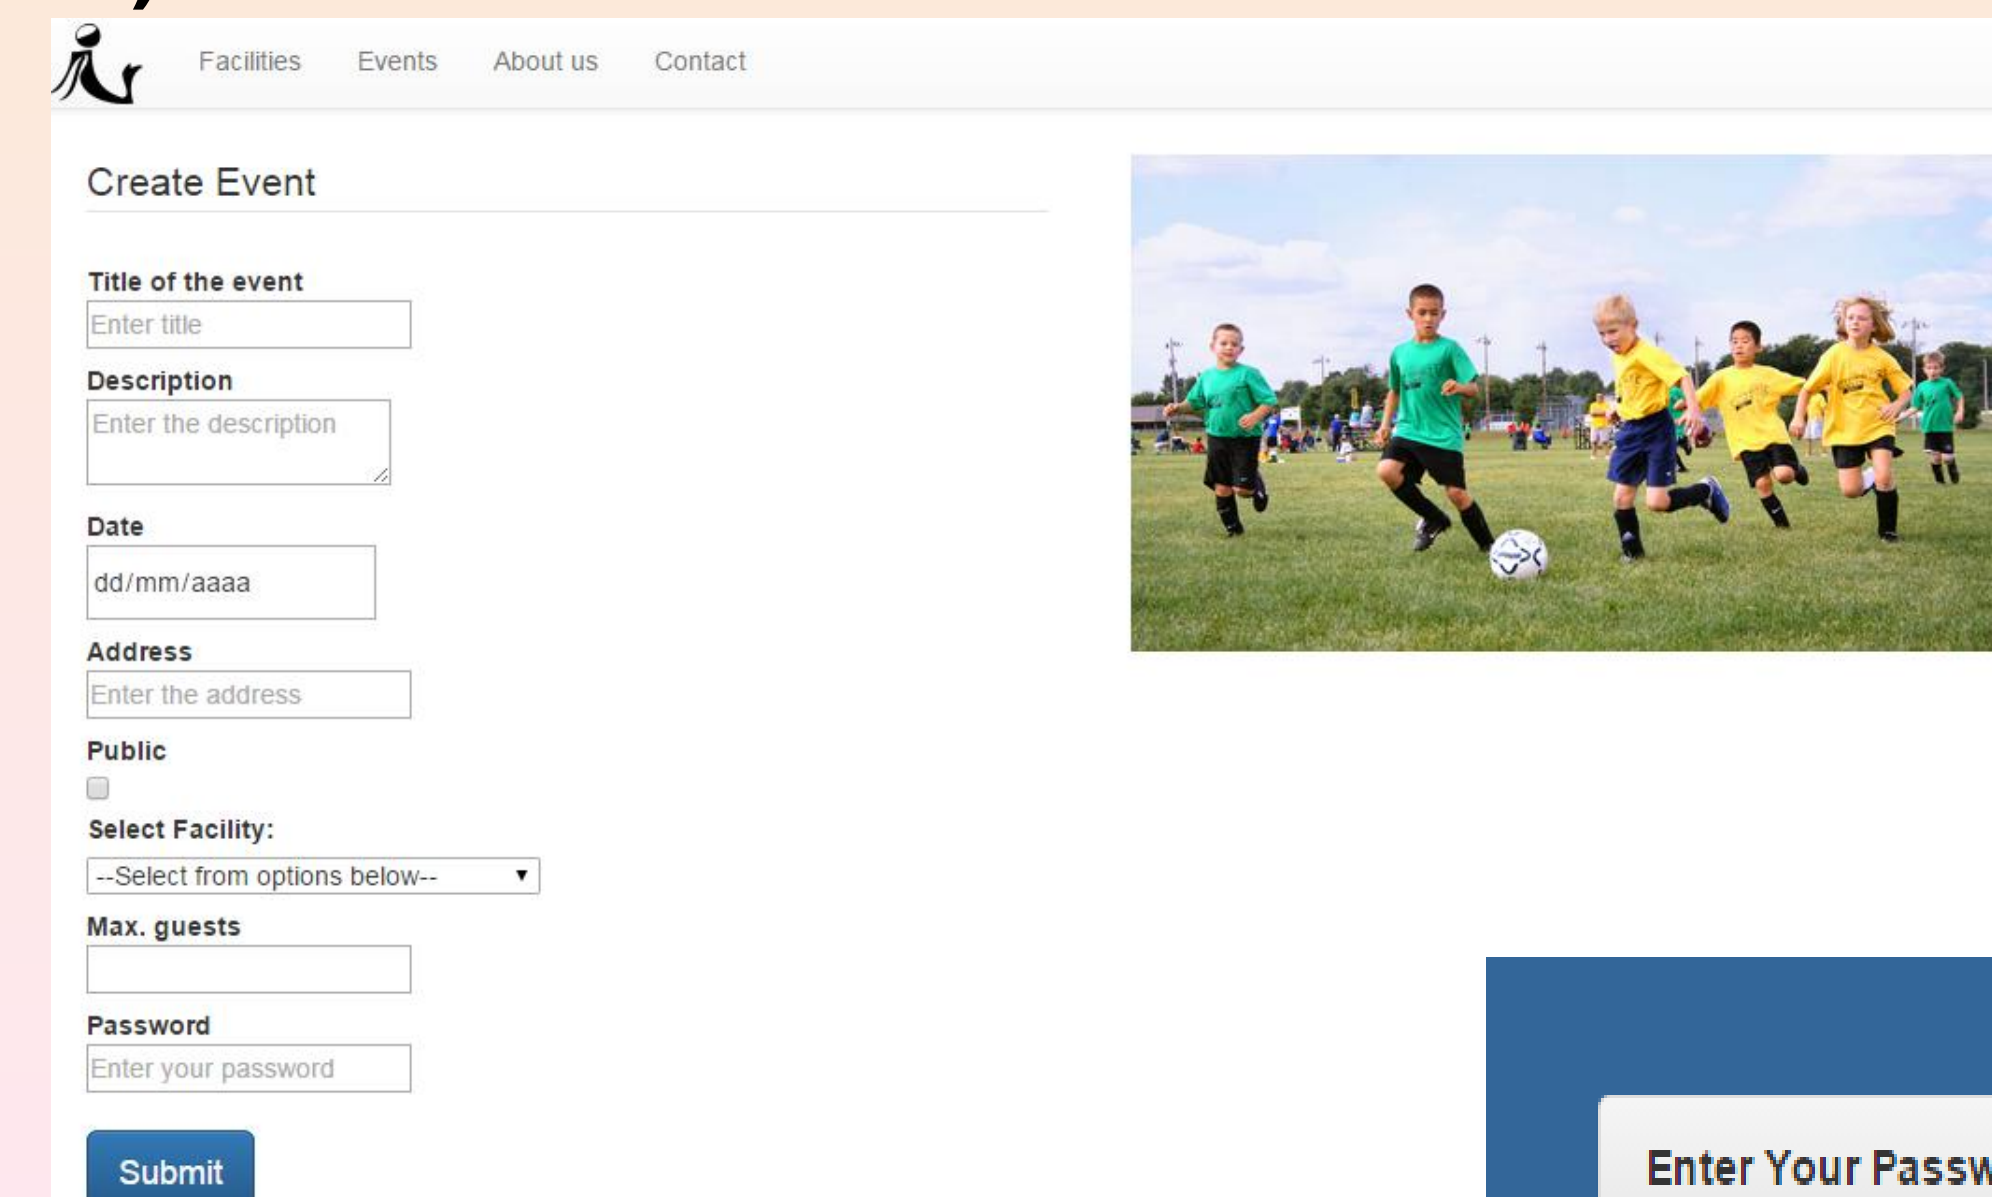 Facilities Events About us Contact
Create Event
Title of the event
Enter title
Description
Enter the description
Date
dd/mm/aaaa
Address
Enter the address
Public
Select Facility:
--Select from options below--
Max. guests
Password
Enter your password
Submit
Enter Your